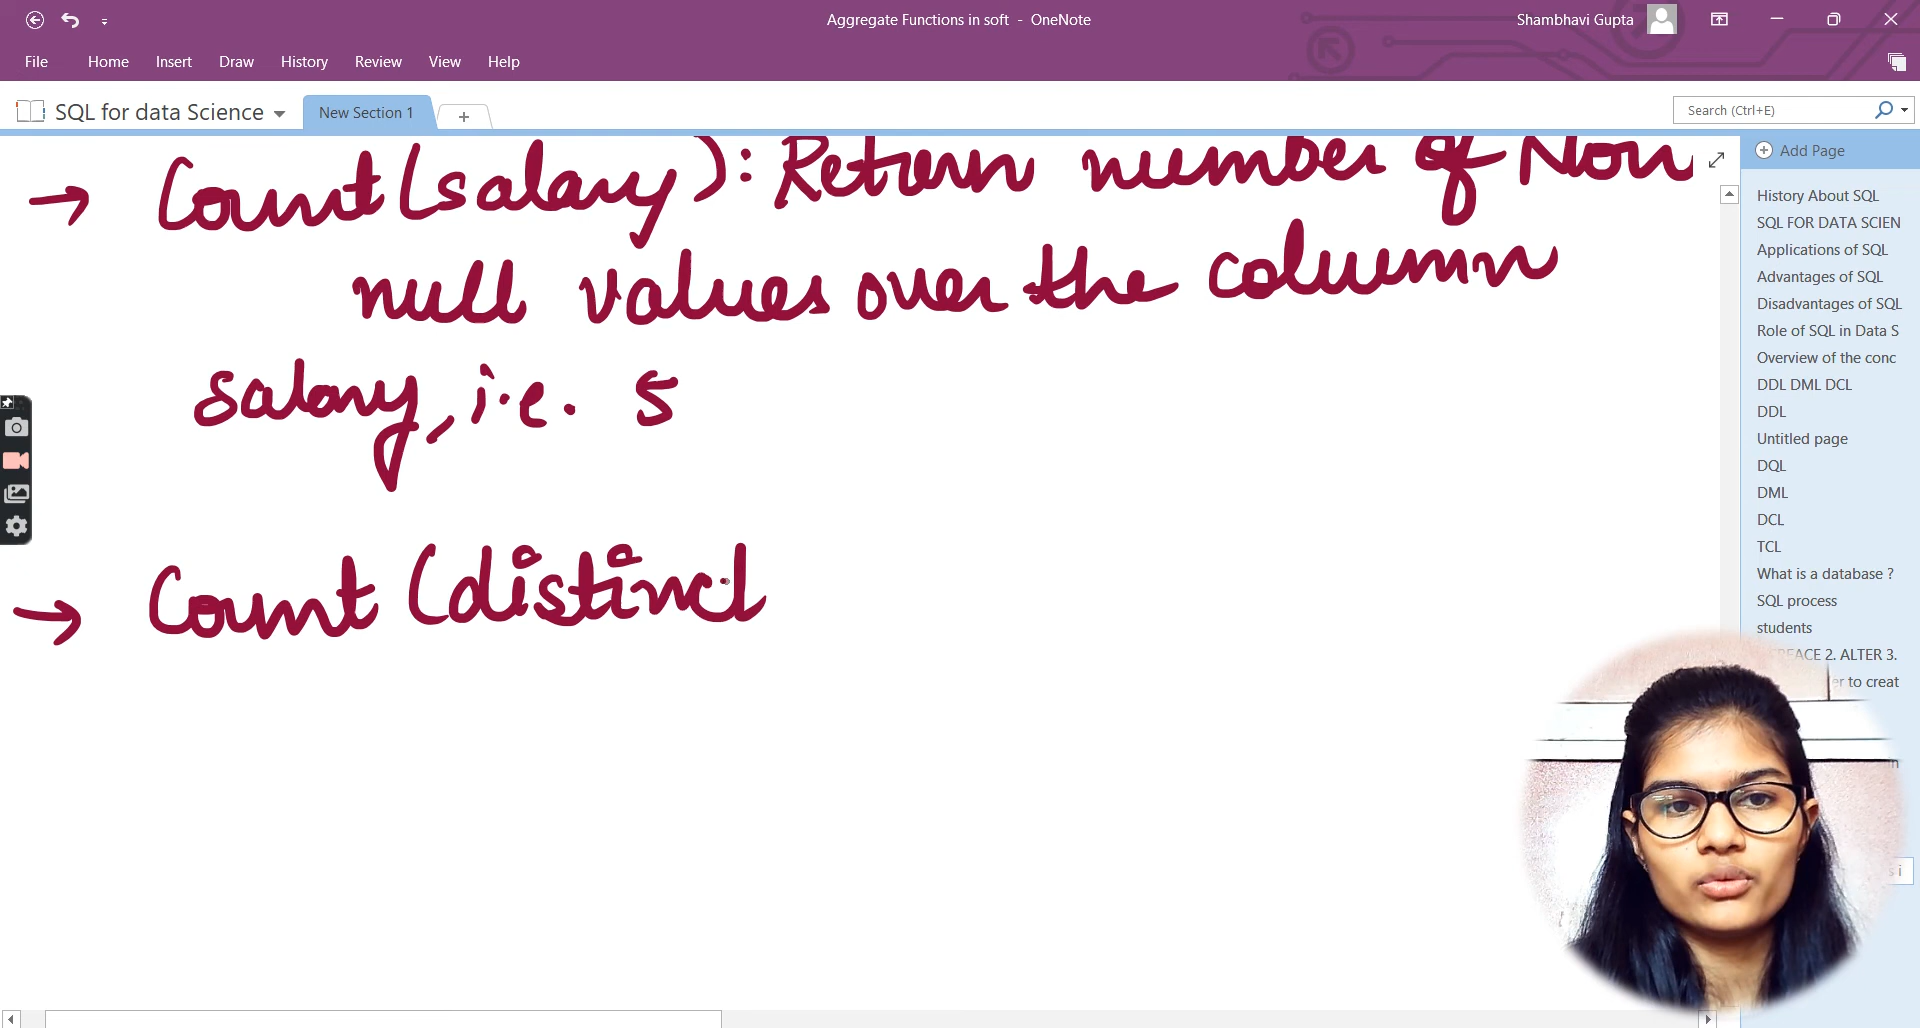 Aggregate Functions in soft - OneNote
Shambhavi Gupta
File Home Insert Draw History Review View Help
SQL for data Science New Section 1 +
Search (Ctrl+E)
→ Count (salary): Return number of Non
null values over the column
salary, i.e. 5
→ Count (distinct
Add Page
History About SQL
SQL FOR DATA SCIEN
Applications of SQL
Advantages of SQL
Disadvantages of SQL
Role of SQL in Data S
Overview of the conc
DDL DML DCL
DDL
Untitled page
DQL
DML
DCL
TCL
What is a database ?
SQL process
students
2. ALTER 3.
to creat